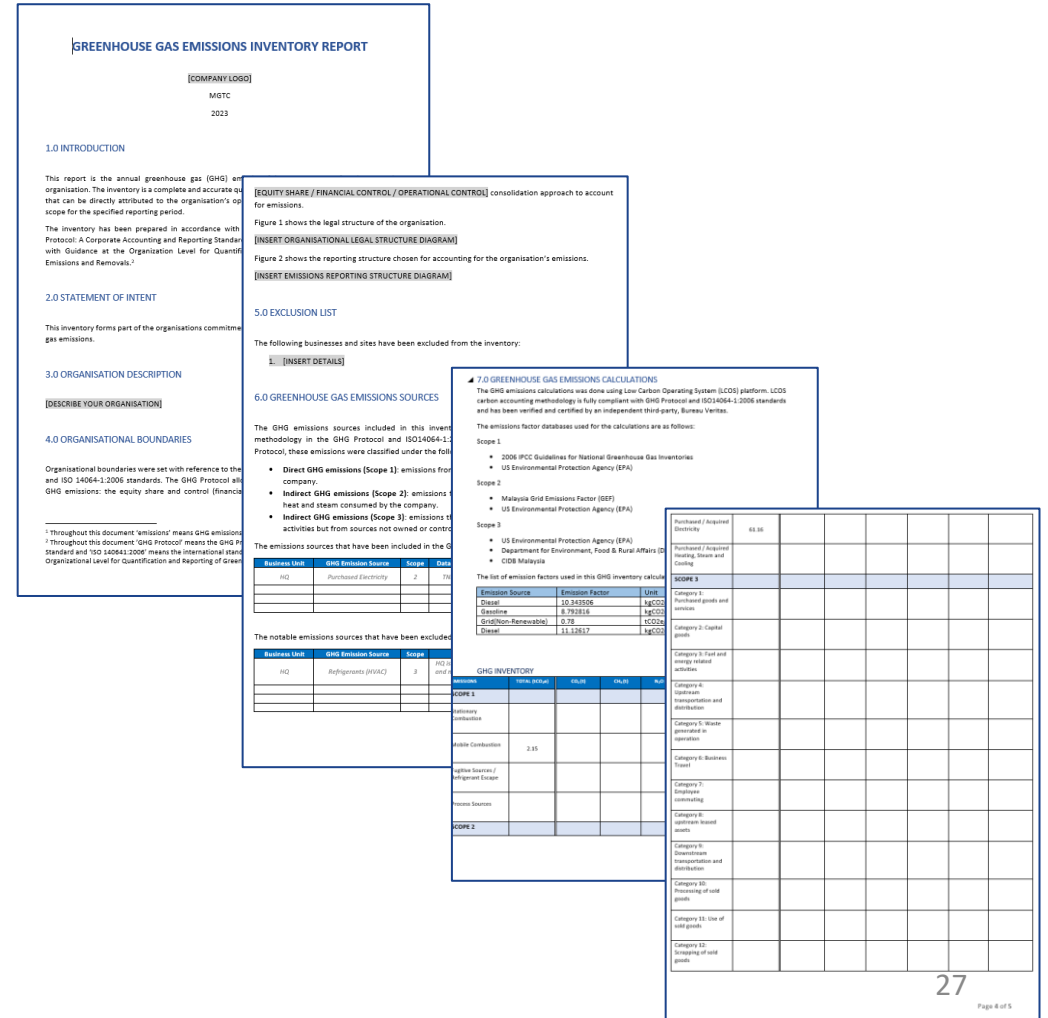 GREENHOUSE GAS EMISSIONS INVENTORY REPORT
[COMPANY LOGO]
MGTC
2023
1.0 INTRODUCTION
This report is the annual greenhouse gas (GHG)
organisation. The inventory is a complete and accurate
that can be directly attributed to the organisation's
scope for the specified reporting period.
The inventory has been prepared in accordance with
Protocol: A Corporate Accounting and Reporting
with Guidance at the Organization Level for
Emissions and Removals.²
2.0 STATEMENT OF INTENT
This inventory forms part of the organisations
gas emissions.
3.0 ORGANISATION DESCRIPTION
[DESCRIBE YOUR ORGANISATION]
4.0 ORGANISATIONAL BOUNDARIES
Organisational boundaries were set with reference to the
and ISO 14064-1:2006 standards. The GHG Protocol
GHG emissions: the equity share and control
¹ Throughout this document 'emissions' means GHG emissions
² Throughout this document 'GHG Protocol' means the GHG
Standard and 'ISO 140641:2006' means the international
Organizational Level for Quantification and Reporting of
[EQUITY SHARE / FINANCIAL CONTROL / OPERATIONAL CONTROL] consolidation approach to account
for emissions.
Figure 1 shows the legal structure of the organisation.
[INSERT ORGANISATIONAL LEGAL STRUCTURE DIAGRAM]
Figure 2 shows the reporting structure chosen for accounting for the organisation's emissions.
[INSERT EMISSIONS REPORTING STRUCTURE DIAGRAM]
5.0 EXCLUSION LIST
The following businesses and sites have been excluded from the inventory:
1. [INSERT DETAILS]
6.0 GREENHOUSE GAS EMISSIONS SOURCES
The GHG emissions sources included in this
methodology in the GHG Protocol and
Protocol, these emissions were classified under the
• Direct GHG emissions (Scope 1): emissions
company.
• Indirect GHG emissions (Scope 2): emissions
heat and steam consumed by the company.
• Indirect GHG emissions (Scope 3): emissions
activities but from sources not owned or
The emissions sources that have been included in the
Business Unit GHG Emission Source Scope Data
HQ Purchased Electricity 2
The notable emissions sources that have been excluded
Business Unit GHG Emission Source Scope
HQ Refrigerants (HVAC) 3 HQ
and
7.0 GREENHOUSE GAS EMISSIONS CALCULATIONS
The GHG emissions calculations was done using Low Carbon Operating System (LCOS) platform. LCOS
carbon accounting methodology is fully compliant with GHG Protocol and ISO14064-1:2006 standards
and has been verified and certified by an independent third-party, Bureau Veritas.
The emissions factor databases used for the calculations are as follows:
Scope 1
• 2006 IPCC Guidelines for National Greenhouse Gas Inventories
• US Environmental Protection Agency (EPA)
Scope 2
• Malaysia Grid Emissions Factor (GEF)
• US Environmental Protection Agency (EPA)
Scope 3
• US Environmental Protection Agency (EPA)
• Department for Environment, Food & Rural Affairs
• CIDB Malaysia
The list of emission factors used in this GHG inventory
Emission Source Emission Factor Unit
Diesel 10.343506 kgCO2
Gasoline 8.792816 kgCO2
Grid(Non-Renewable) 0.78 tCO2e
Diesel 11.12617 kgCO2
GHG INVENTORY
EMISSIONS TOTAL (tCO₂e) CO₂(t) CH₄(t)
SCOPE 1
Stationary
Combustion
Mobile Combustion 2.15
Fugitive Sources /
Refrigerant Escape
Process Sources
SCOPE 2
Purchased / Acquired
Electricity 61.16
Purchased / Acquired
Heating, Steam and
Cooling
SCOPE 3
Category 1:
Purchased goods and
services
Category 2: Capital
goods
Category 3: Fuel and
energy related
activities
Category 4:
Upstream
transportation and
distribution
Category 5: Waste
generated in
operation
Category 6: Business
Travel
Category 7:
Employee
commuting
Category 8:
upstream leased
assets
Category 9:
Downstream
transportation and
distribution
Category 10:
Processing of sold
goods
Category 11: Use of
sold goods
Category 12:
Scrapping of sold
goods
27
Page 4 of 5